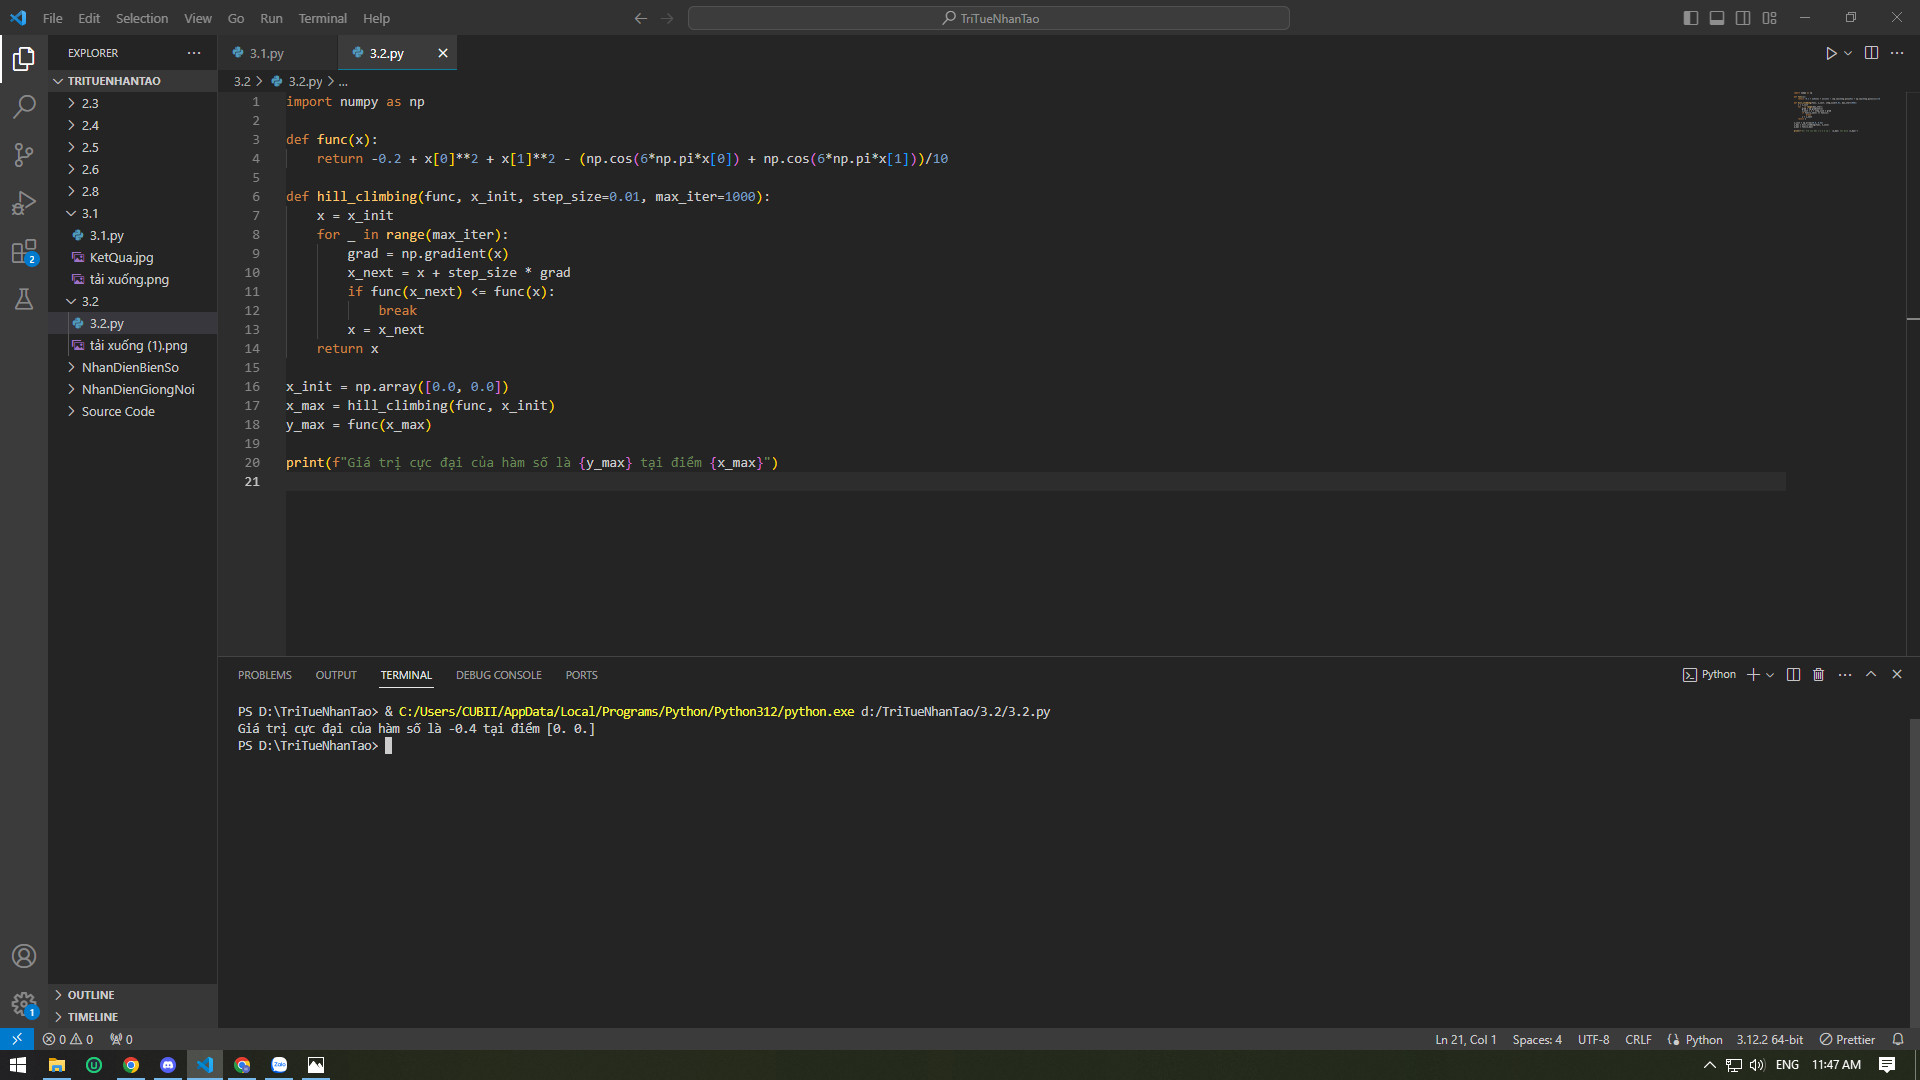 File Edit Selection View Go Run Terminal Help
TriTueNhanTao
EXPLORER
TRITUENHANTAO
2.3
2.4
2.5
2.6
2.8
3.1
3.1.py
KetQua.jpg
tải xuống.png
3.2
3.2.py
tải xuống (1).png
NhanDienBienSo
NhanDienGiongNoi
Source Code
OUTLINE
TIMELINE
2
1
3.1.py 3.2.py
3.2 > 3.2.py > ...
1 import numpy as np
2
3 def func(x):
4     return -0.2 + x[0]**2 + x[1]**2 - (np.cos(6*np.pi*x[0]) + np.cos(6*np.pi*x[1]))/10
5
6 def hill_climbing(func, x_init, step_size=0.01, max_iter=1000):
7     x = x_init
8     for _ in range(max_iter):
9         grad = np.gradient(x)
10         x_next = x + step_size * grad
11         if func(x_next) <= func(x):
12             break
13         x = x_next
14     return x
15
16 x_init = np.array([0.0, 0.0])
17 x_max = hill_climbing(func, x_init)
18 y_max = func(x_max)
19
20 print(f"Giá trị cực đại của hàm số là {y_max} tại điểm {x_max}")
21
PROBLEMS OUTPUT TERMINAL DEBUG CONSOLE PORTS
Python
PS D:\TriTueNhanTao> & C:/Users/CUBII/AppData/Local/Programs/Python/Python312/python.exe d:/TriTueNhanTao/3.2/3.2.py
Giá trị cực đại của hàm số là -0.4 tại điểm [0. 0.]
PS D:\TriTueNhanTao>
0 0 0
Ln 21, Col 1 Spaces: 4 UTF-8 CRLF Python 3.12.2 64-bit Prettier
Zalo
ENG 11:47 AM